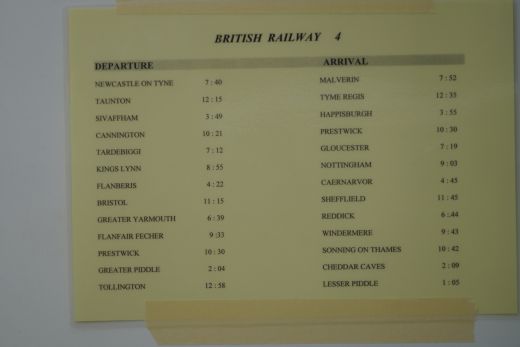 BRITISH RAILWAY 4
DEPARTURE ARRIVAL
NEWCASTLE ON TYNE 7:40 MALVERIN 7:52
TAUNTON 12:15 TYME REGIS 12:35
SIVAFFHAM 3:49 HAPPISBURGH 3:55
CANNINGTON 10:21 PRESTWICK 10:30
TARDEBIGGI 7:12 GLOUCESTER 7:19
KINGS LYNN 8:55 NOTTINGHAM 9:03
FLANBERIS 4:22 CAERNARVOR 4:45
BRISTOL 11:15 SHEFFLIELD 11:45
GREATER YARMOUTH 6:39 REDDICK 6:.44
FLANFAIR FECHER 9:33 WINDERMERE 9:43
PRESTWICK 10:30 SONNING ON THAMES 10:42
GREATER PIDDLE 2:04 CHEDDAR CAVES 2:09
TOLLINGTON 12:58 LESSER PIDDLE 1:05